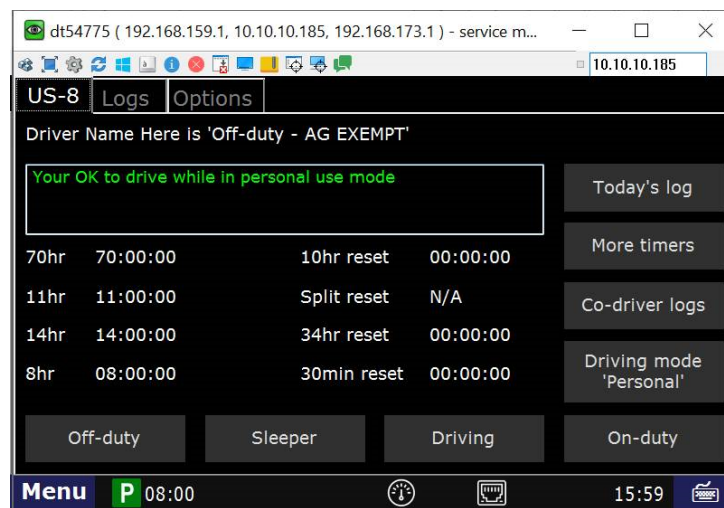 dt54775 ( 192.168.159.1, 10.10.10.185, 192.168.173.1 ) - service m...
10.10.10.185
US-8 Logs Options
Driver Name Here is 'Off-duty - AG EXEMPT'
Your OK to drive while in personal use mode
Today's log
More timers
Co-driver logs
Driving mode
'Personal'
70hr 70:00:00 10hr reset 00:00:00
11hr 11:00:00 Split reset N/A
14hr 14:00:00 34hr reset 00:00:00
8hr 08:00:00 30min reset 00:00:00
Off-duty Sleeper Driving On-duty
Menu P 08:00 15:59